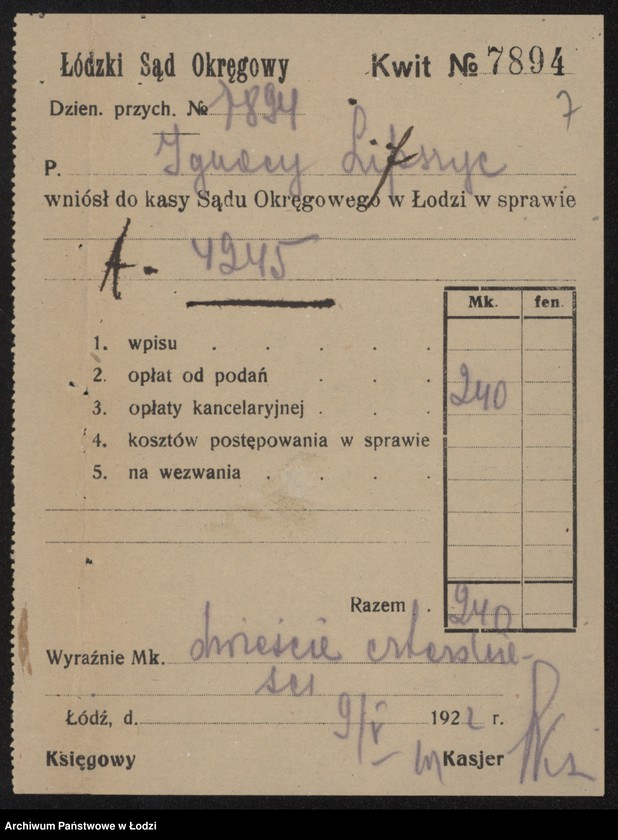 Łódzki Sąd Okręgowy Kwit № 7894
Dzien. przych. № 7894 7
P. Ignacy Lipszyc
wniósł do kasy Sądu Okręgowego w Łodzi w sprawie
A. 4245
Mk. fen.
1. wpisu
2. opłat od podań
3. opłaty kancelaryjnej 240
4. kosztów postępowania w sprawie
5. na wezwania
Razem 240
Wyraźnie Mk. dwieście czterdzie-
ści
Łódź, d. 9/V 1922 r.
Księgowy Kasjer
Archiwum Państwowe w Łodzi